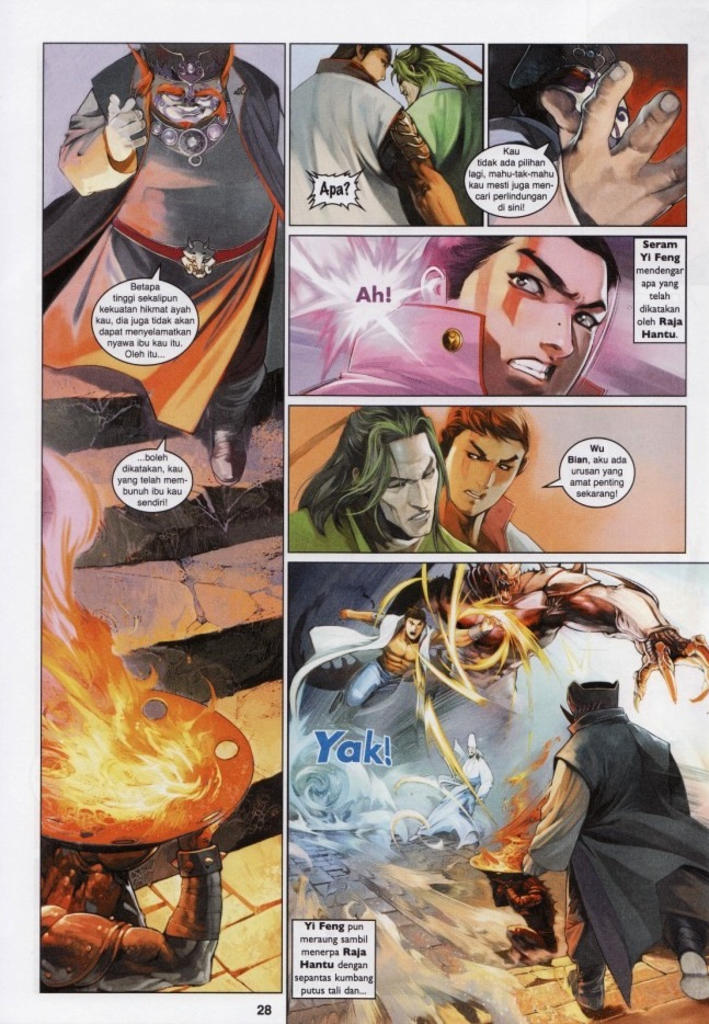 Betapa
tinggi sekalipun
kekuatan hikmat ayah
kau, dia juga tidak akan
dapat menyelamatkan
nyawa ibu kau itu.
Oleh itu...
...boleh
dikatakan, kau
yang telah mem-
bunuh ibu kau
sendiri!
Apa?
Kau
tidak ada pilihan
lagi, mahu-tak-mahu
kau mesti juga men-
cari perlindungan
di sini!
Ah!
Seram
Yi Feng
mendengar
apa yang
telah
dikatakan
oleh Raja
Hantu.
Wu
Bian, aku ada
urusan yang
amat penting
sekarang!
Yak!
Yi Feng pun
meraung sambil
menerpa Raja
Hantu dengan
sepantas kumbang
putus tali dan...
28